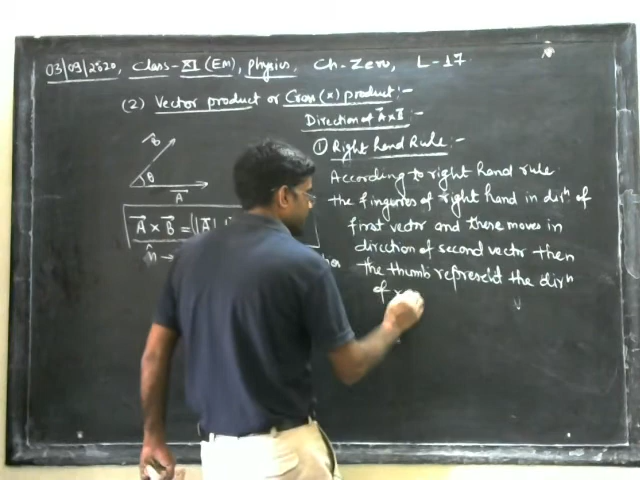 03/09/2020, Class-XI (EM), Physics, Ch-Zero, L-17
(2) Vector product or Cross (x) product :-
B
θ
A
A × B = |A|
n̂ →
Direction of A × B :-
① Right hand Rule :-
According to right hand rule
the fingures of right hand in dirⁿ of
first vector and these moves in
direction of second vector then
the thumb represent the dirⁿ
of